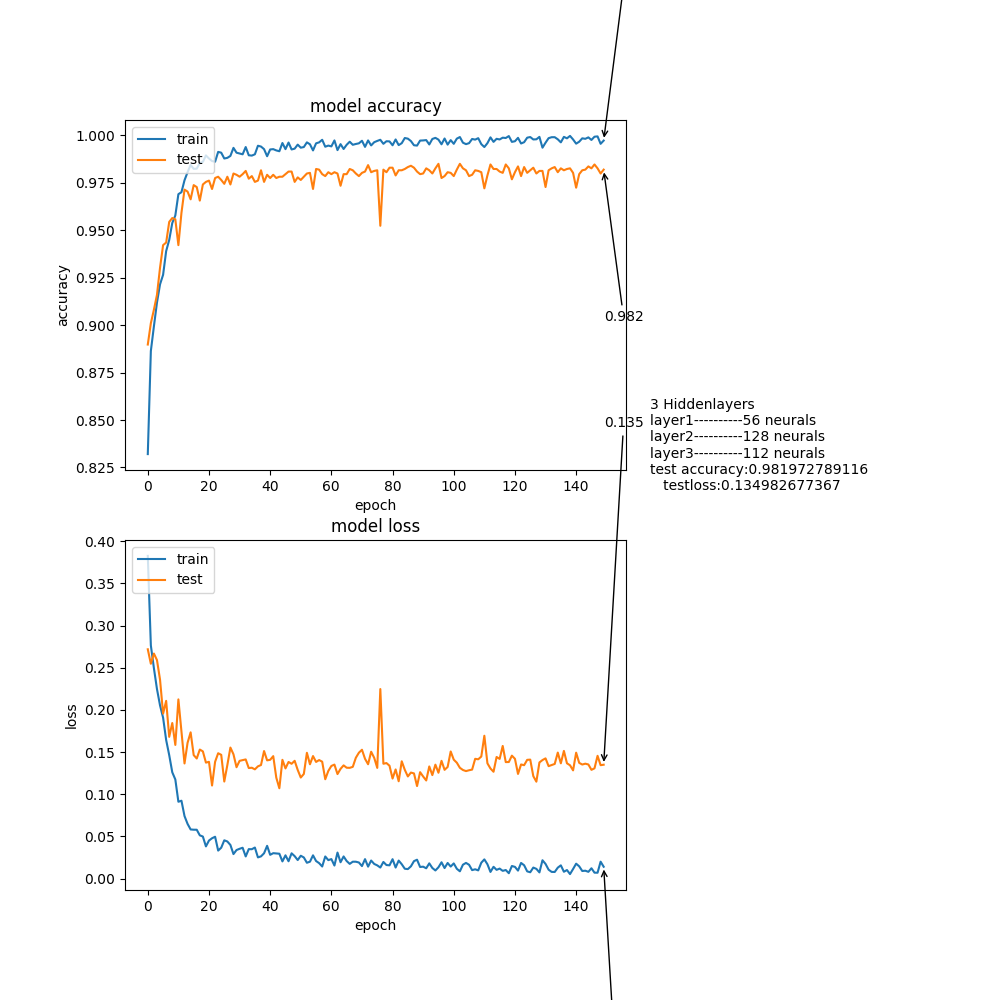 model accuracy
1.000
0.975
0.950
0.925
0.900
0.875
0.850
0.825
accuracy
train
test
0 20 40 60 80 100 120 140
epoch
0.982
0.135
3 Hiddenlayers
layer1----------56 neurals
layer2----------128 neurals
layer3----------112 neurals
test accuracy:0.981972789116
testloss:0.134982677367
model loss
0.40
0.35
0.30
0.25
0.20
0.15
0.10
0.05
0.00
loss
train
test
0 20 40 60 80 100 120 140
epoch